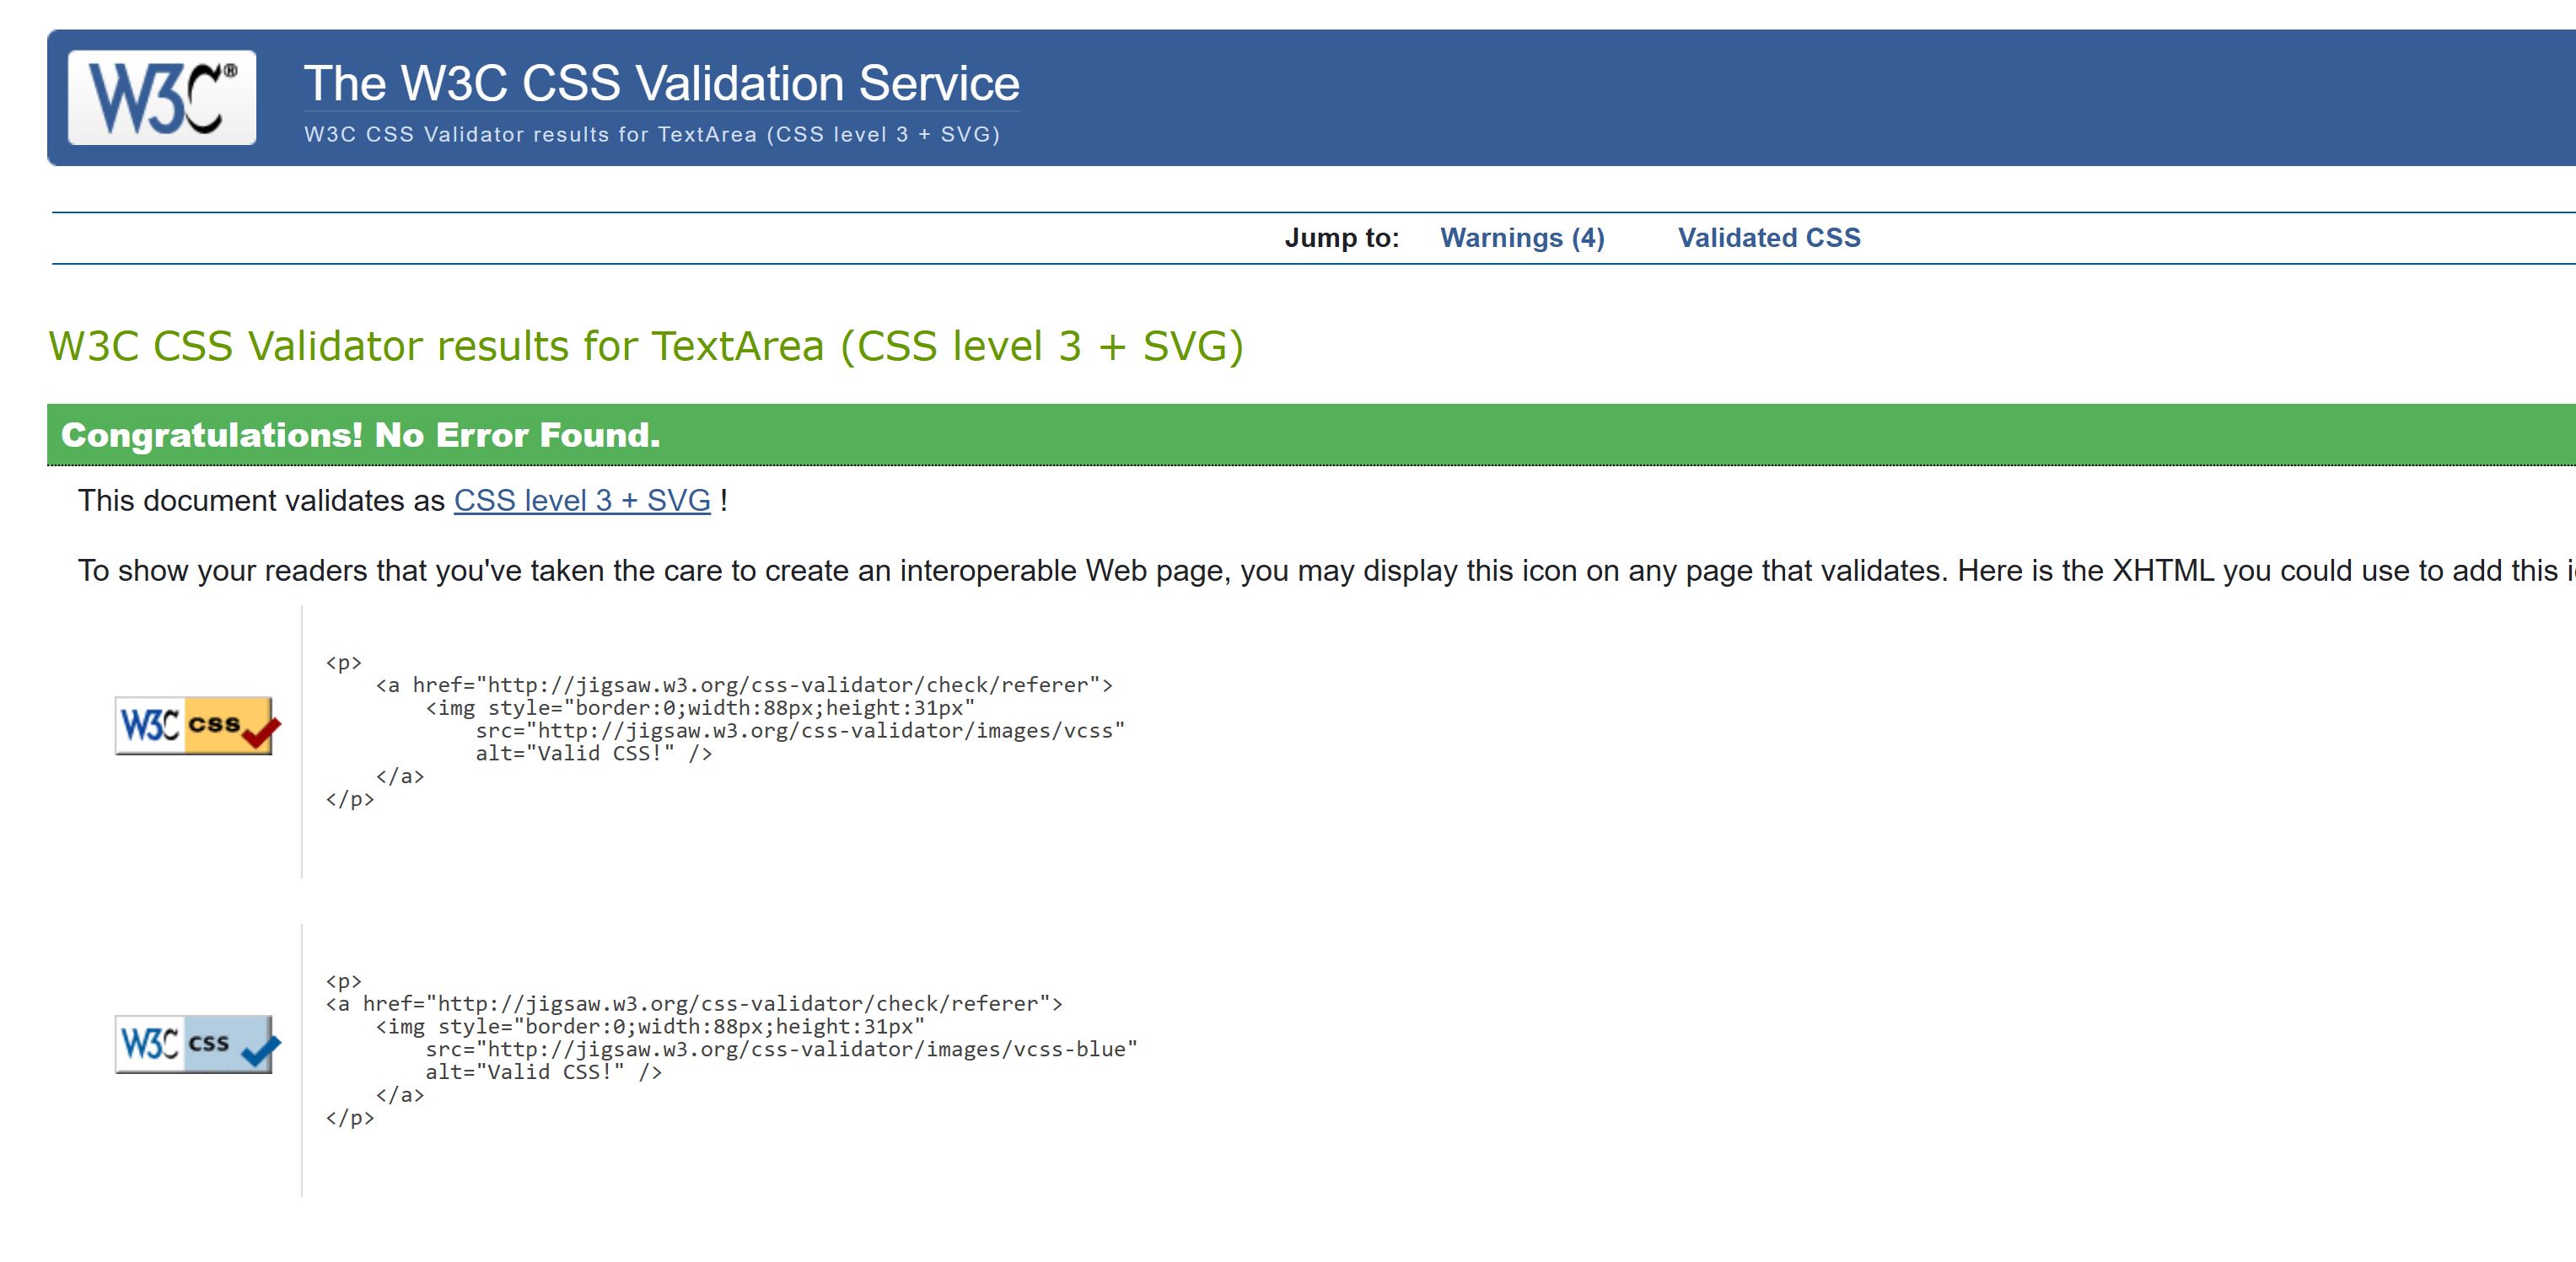 W3C®
The W3C CSS Validation Service
W3C CSS Validator results for TextArea (CSS level 3 + SVG)
Jump to: Warnings (4) Validated CSS
W3C CSS Validator results for TextArea (CSS level 3 + SVG)
Congratulations! No Error Found.
This document validates as CSS level 3 + SVG !
To show your readers that you've taken the care to create an interoperable Web page, you may display this icon on any page that validates. Here is the XHTML you could use to add this
W3C css
<p>
    <a href="http://jigsaw.w3.org/css-validator/check/referer">
        <img style="border:0;width:88px;height:31px"
            src="http://jigsaw.w3.org/css-validator/images/vcss"
            alt="Valid CSS!" />
    </a>
</p>
W3C css
<p>
<a href="http://jigsaw.w3.org/css-validator/check/referer">
    <img style="border:0;width:88px;height:31px"
        src="http://jigsaw.w3.org/css-validator/images/vcss-blue"
        alt="Valid CSS!" />
    </a>
</p>